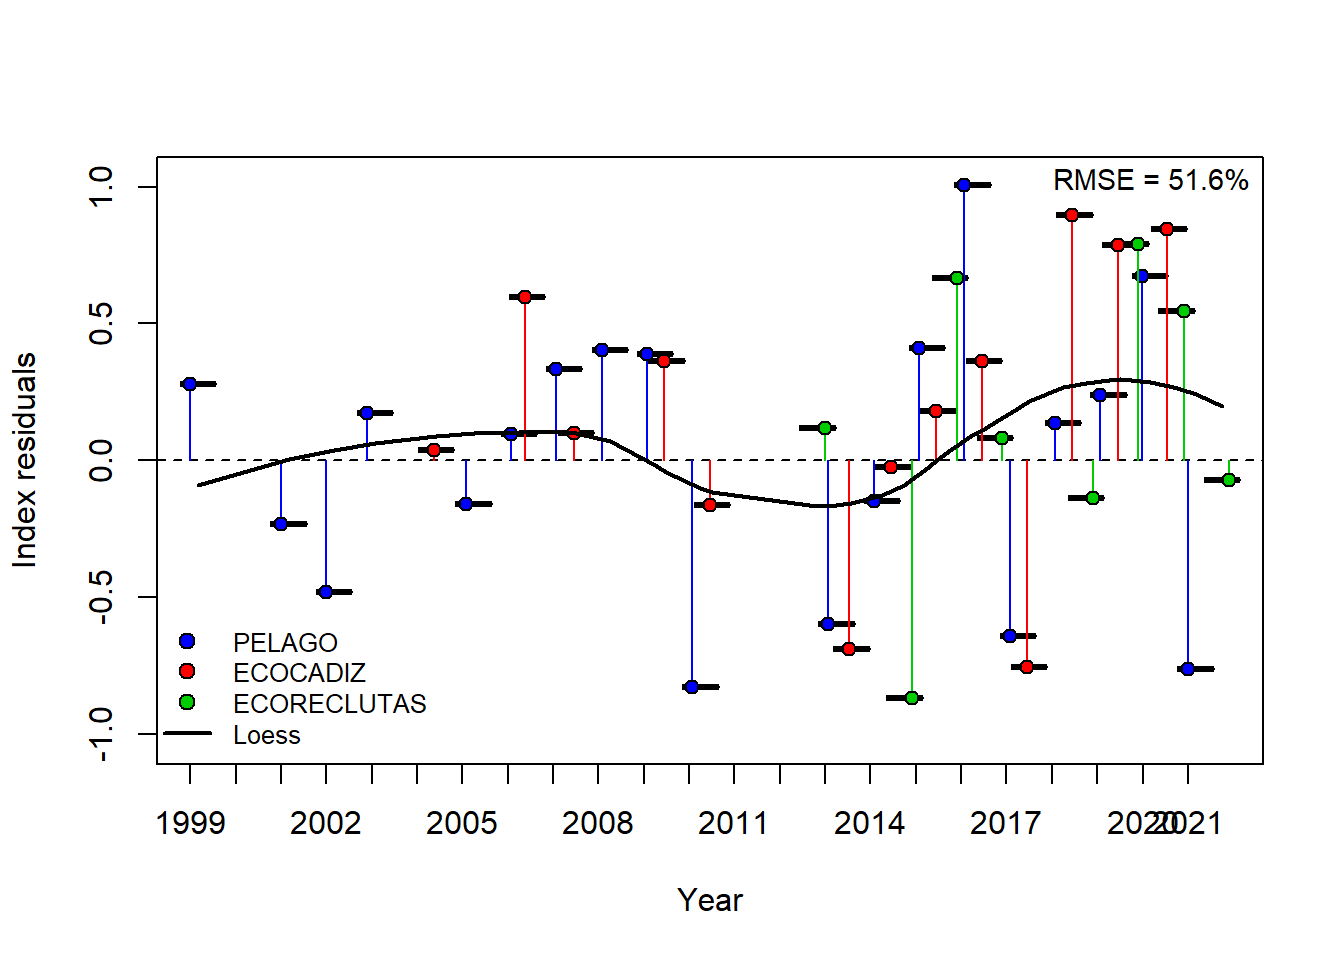 RMSE = 51.6%
1.0
0.5
0.0
-0.5
-1.0
Index residuals
PELAGO
ECOCADIZ
ECORECLUTAS
Loess
1999 2002 2005 2008 2011 2014 2017 2020 2021
Year